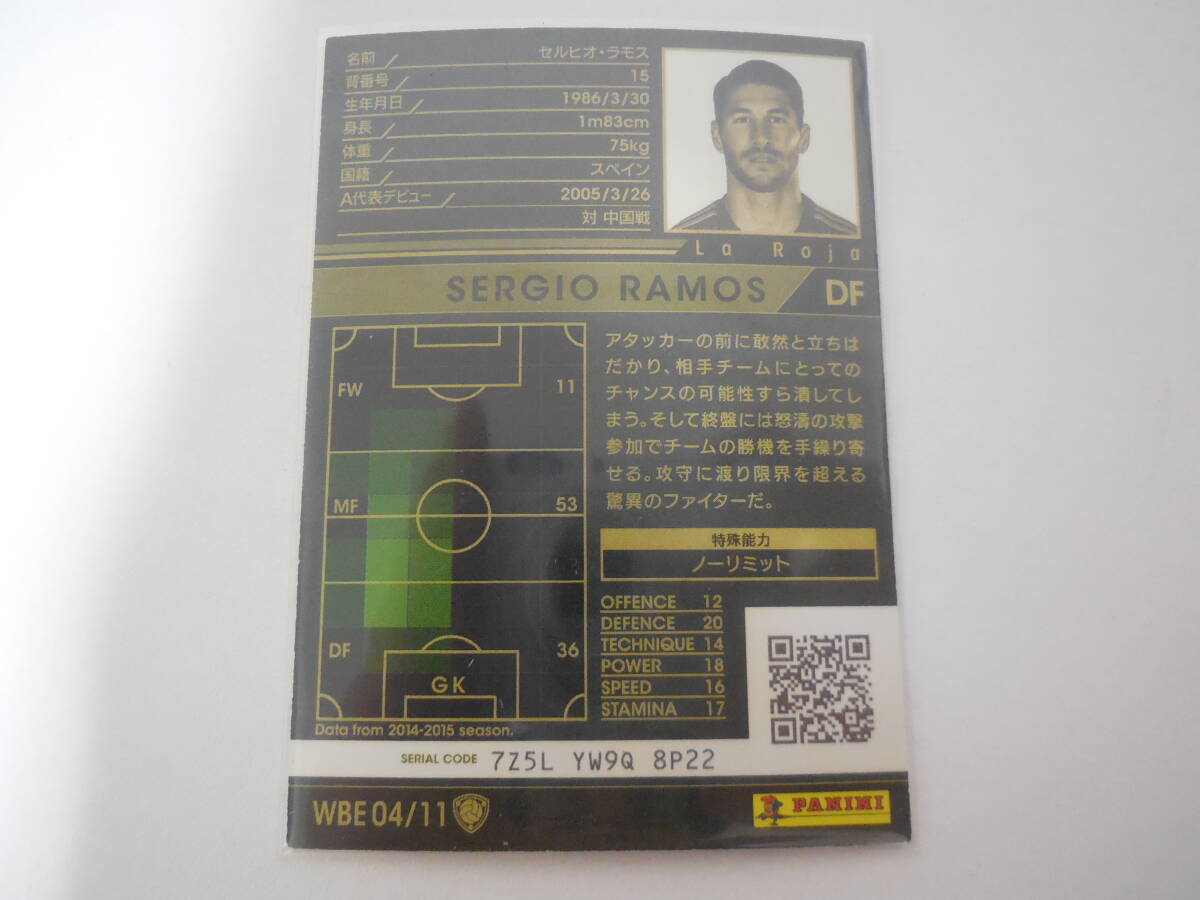 名前 セルヒオ・ラモス
背番号 15
生年月日 1986/3/30
身長 1m83cm
体重 75kg
国籍 スペイン
A代表デビュー 2005/3/26
対 中国戦
La Roja
SERGIO RAMOS DF
FW 11
MF 53
DF 36
GK
Data from 2014-2015 season.
アタッカーの前に敢然と立ちは
だかり、相手チームにとっての
チャンスの可能性すら潰してし
まう。そして終盤には怒濤の攻撃
参加でチームの勝機を手繰り寄
せる。攻守に渡り限界を超える
驚異のファイターだ。
特殊能力
ノーリミット
OFFENCE 12
DEFENCE 20
TECHNIQUE 14
POWER 18
SPEED 16
STAMINA 17
SERIAL CODE 7Z5L YW9Q 8P22
WBE 04/11
PANINI